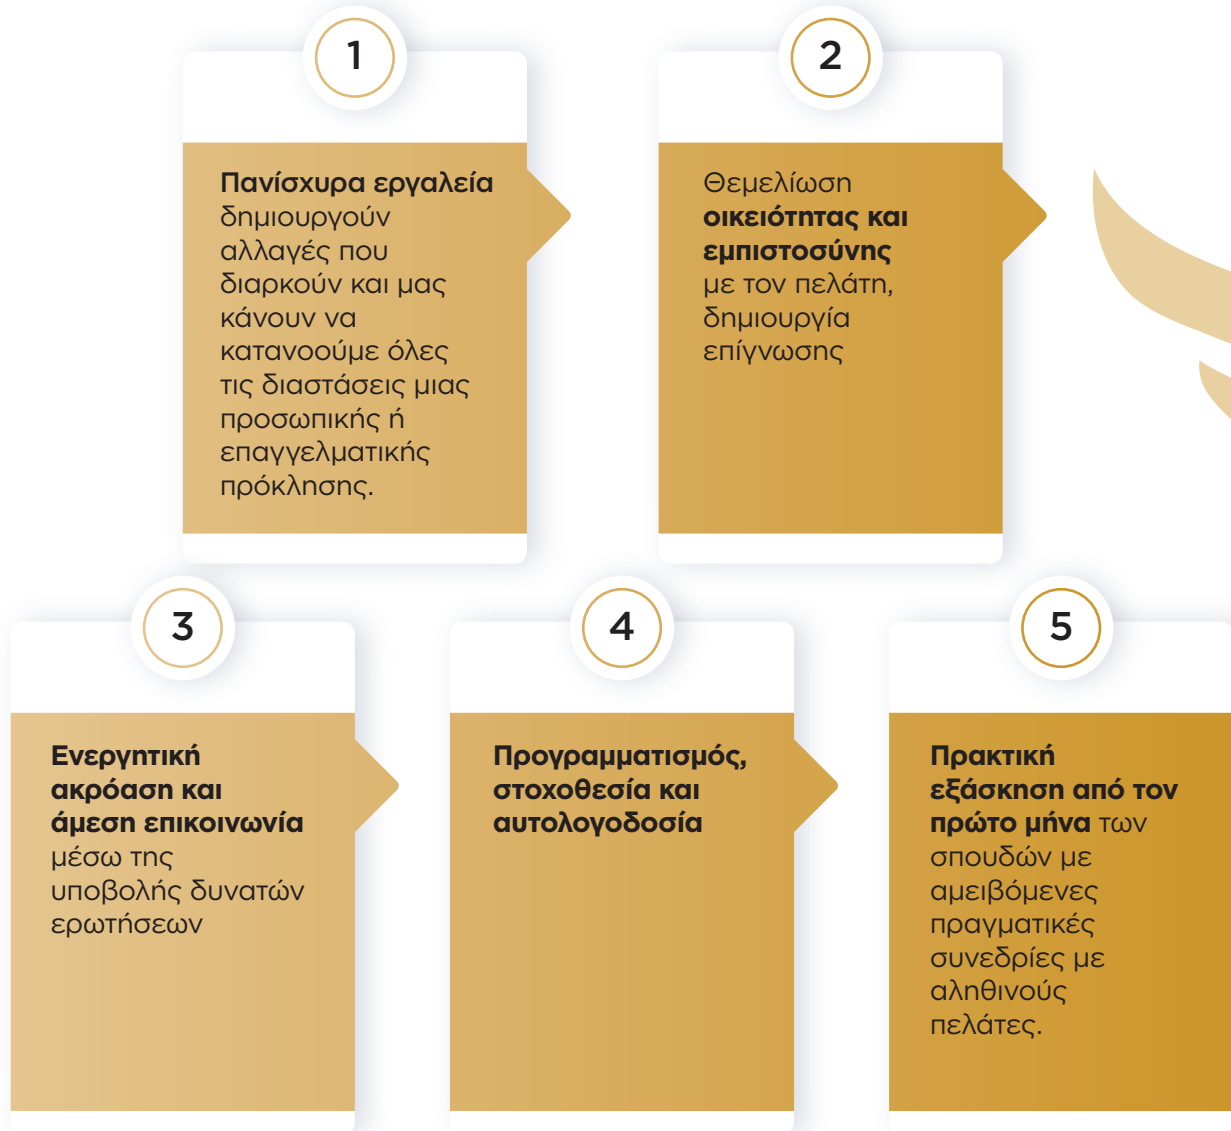 1
Πανίσχυρα εργαλεία
δημιουργούν
αλλαγές που
διαρκούν και μας
κάνουν να
κατανοούμε όλες
τις διαστάσεις μιας
προσωπικής ή
επαγγελματικής
πρόκλησης.
2
Θεμελίωση
οικειότητας και
εμπιστοσύνης
με τον πελάτη,
δημιουργία
επίγνωσης
3
Ενεργητική
ακρόαση και
άμεση επικοινωνία
μέσω της
υποβολής δυνατών
ερωτήσεων
4
Προγραμματισμός,
στοχοθεσία και
αυτολογοδοσία
5
Πρακτική
εξάσκηση από τον
πρώτο μήνα των
σπουδών με
αμειβόμενες
πραγματικές
συνεδρίες με
αληθινούς
πελάτες.